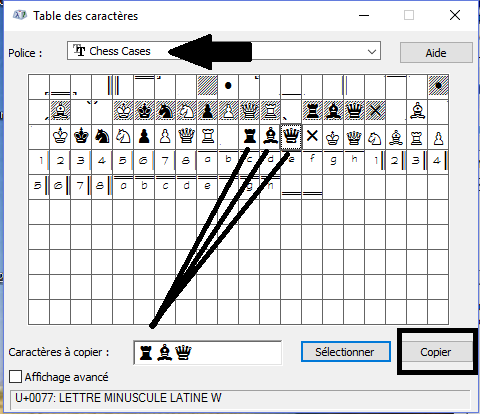 Table des caractères
Police :
Chess Cases
Aide
1 2 3 4 5 6 7 8 a b c d e f g h 1 2 3 4
5 6 7 8 a b c d e g h
Caractères à copier :
♜♝♛
Sélectionner
Copier
Affichage avancé
U+0077: LETTRE MINUSCULE LATINE W